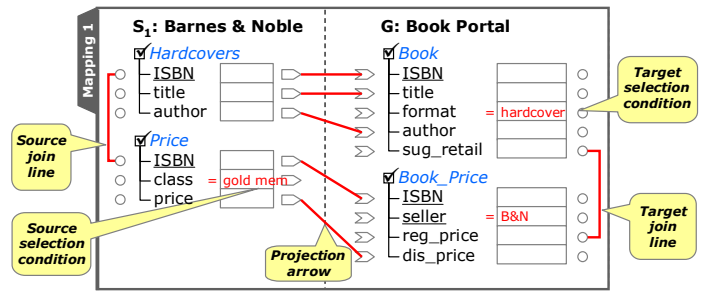 S1: Barnes & Noble
G: Book Portal
Mapping 1
Hardcovers
ISBN
title
author
Price
ISBN
class = gold mem
price
Book
ISBN
title
format = hardcover
author
sug_retail
Book_Price
ISBN
seller = B&N
reg_price
dis_price
Source
join
line
Source
selection
condition
Projection
arrow
Target
selection
condition
Target
join
line